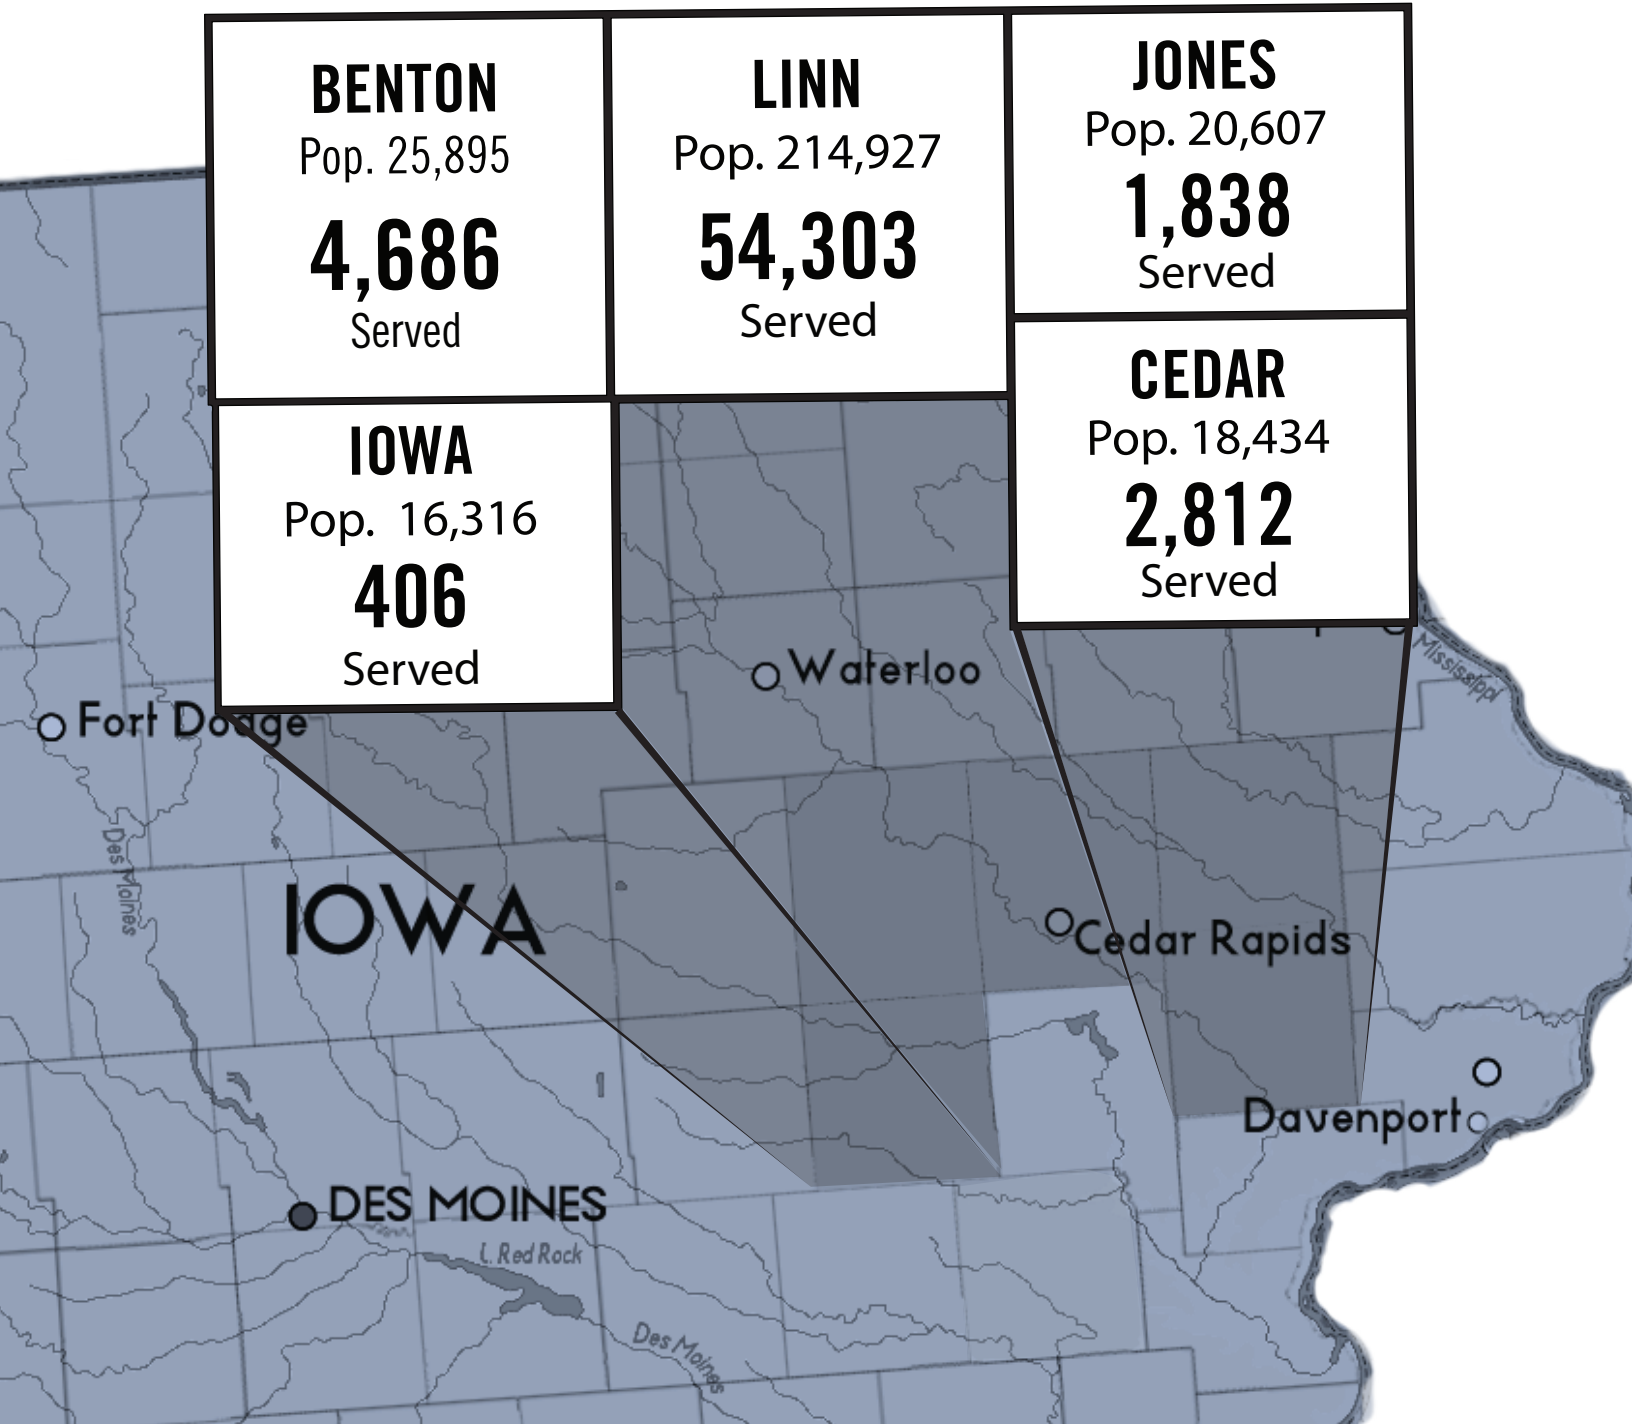 BENTON
Pop. 25,895
4,686
Served
LINN
Pop. 214,927
54,303
Served
JONES
Pop. 20,607
1,838
Served
CEDAR
Pop. 18,434
2,812
Served
IOWA
Pop. 16,316
406
Served
Waterloo
Mississippi
Fort Dodge
Des Moines
IOWA
Cedar Rapids
Davenport
DES MOINES
L. Red Rock
Des Moines